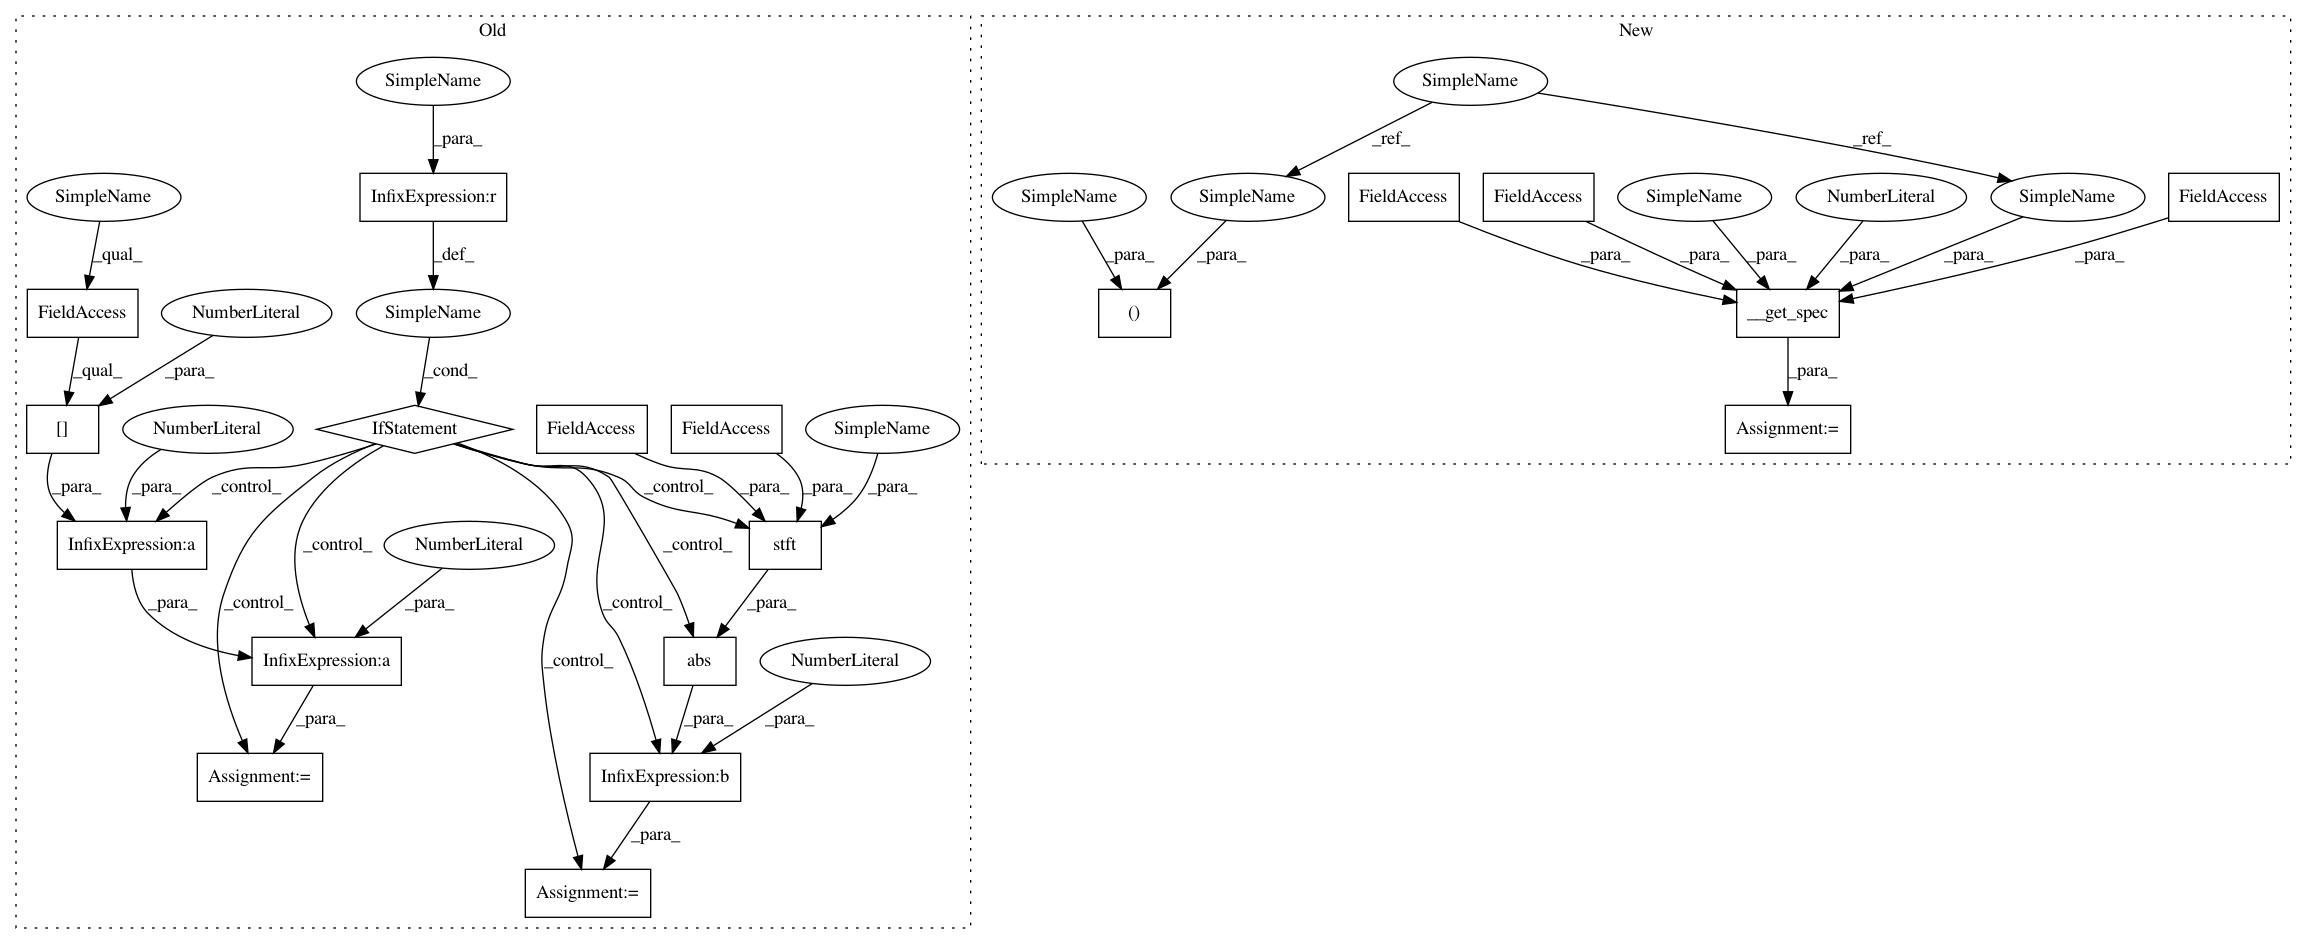 Old
New
SimpleName
SimpleName
_para_
_ref_
_ref_
SimpleName
InfixExpression:r
SimpleName
SimpleName
FieldAccess
FieldAccess
SimpleName
NumberLiteral
SimpleName
FieldAccess
_qual_
_def_
_para_
_para_
_para_
_para_
_para_
_para_
_para_
_para_
FieldAccess
NumberLiteral
SimpleName
()
__get_spec
_qual_
_para_
_cond_
_para_
[]
NumberLiteral
IfStatement
FieldAccess
FieldAccess
SimpleName
Assignment:=
_para_
_para_
_control_
_control_
_para_
_para_
_para_
InfixExpression:a
_control_
NumberLiteral
_control_
stft
_para_
_control_
_para_
_control_
_para_
InfixExpression:a
_control_
abs
NumberLiteral
_para_
_para_
_para_
Assignment:=
InfixExpression:b
_para_
Assignment:=